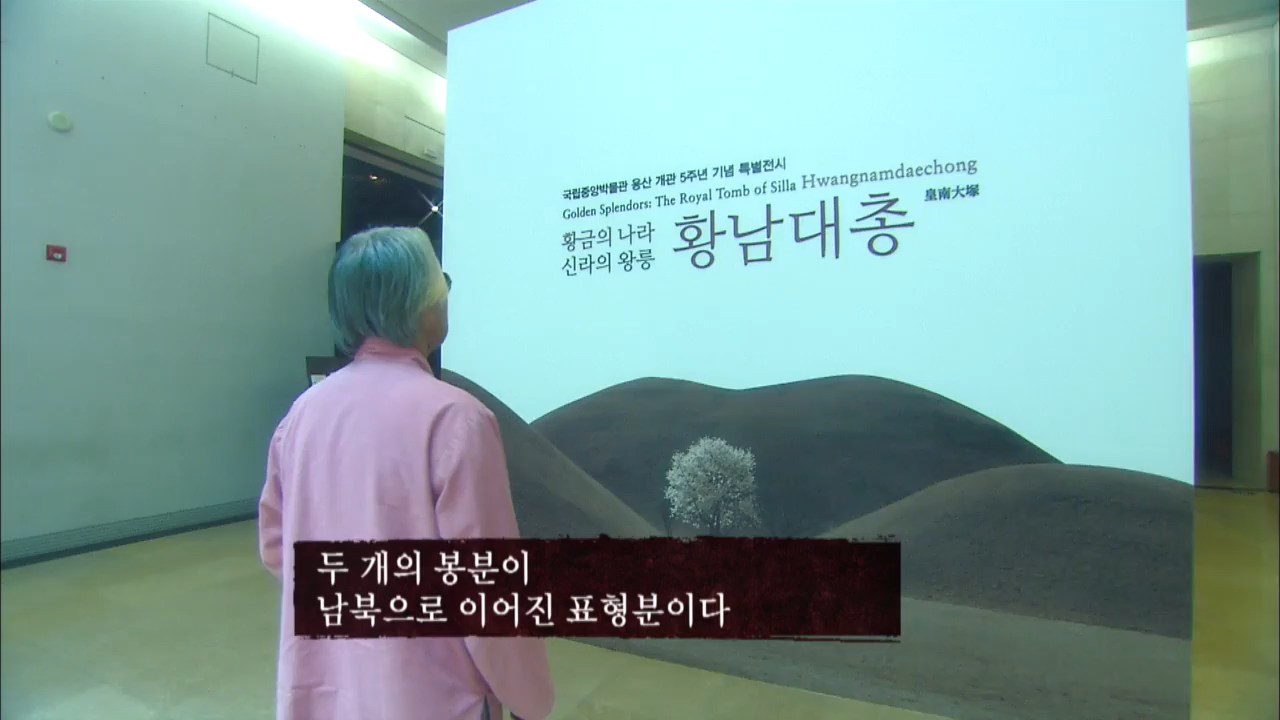 국립중앙박물관 용산 개관 5주년 기념 특별전시
Golden Splendors: The Royal Tomb of Silla Hwangnamdaechong
황금의 나라
신라의 왕릉
황남대총 皇南大塚
두 개의 봉분이
남북으로 이어진 표형분이다